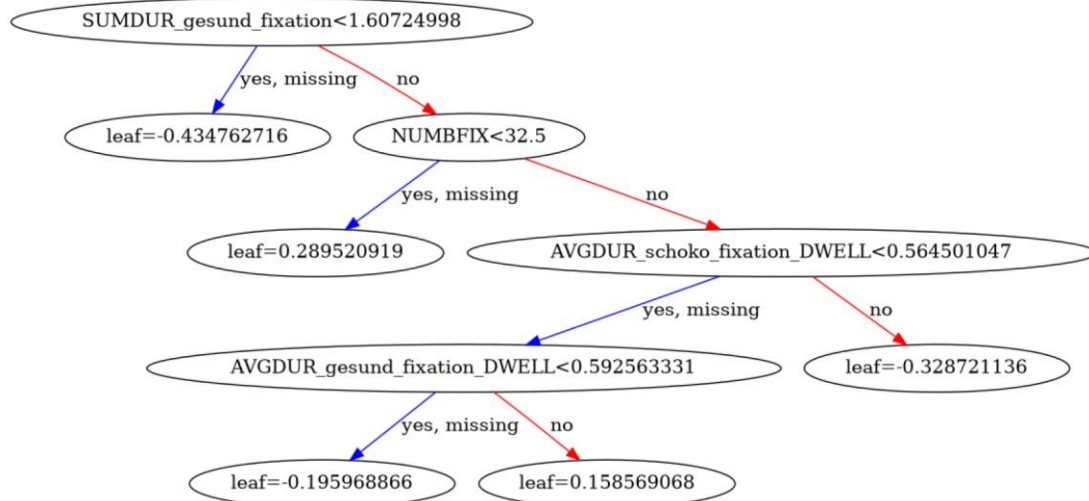 SUMDUR_gesund_fixation<1.60724998
yes, missing
no
leaf=-0.434762716
NUMBFIX<32.5
yes, missing
no
leaf=0.289520919
AVGDUR_schoko_fixation_DWELL<0.564501047
yes, missing
no
AVGDUR_gesund_fixation_DWELL<0.592563331
leaf=-0.328721136
yes, missing
no
leaf=-0.195968866
leaf=0.158569068